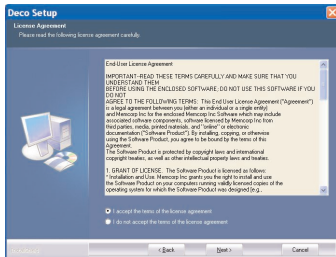 Deco Setup
License Agreement
Please read the following license agreement carefully.
End-User License Agreement
IMPORTANT-READ THESE TERMS CAREFULLY AND MAKE SURE THAT YOU
UNDERSTAND THEM
BEFORE USING THE ENCLOSED SOFTWARE; DO NOT USE THIS SOFTWARE IF YOU
DO NOT
AGREE TO THE FOLLOWING TERMS: This End User License Agreement ("Agreement")
is a legal agreement between you (either an individual or a single entity)
and Memcorp Inc for the enclosed Memcorp Inc Software which may include
associated software components, software licensed by Memcorp Inc from
third parties, media, printed materials, and "online" or electronic
documentation ("Software Product"). By installing, copying, or otherwise
using the Software Product, you agree to be bound by the terms of this
Agreement.
The Software Product is protected by copyright laws and international
copyright treaties, as well as other intellectual property laws and treaties.
1. GRANT OF LICENSE. The Software Product is licensed as follows:
* Installation and Use. Memcorp Inc grants you the right to install and use
the Software Product on your computers running validly licensed copies of the
operating system for which the Software Product was designed (e.g.,
I accept the terms of the license agreement
I do not accept the terms of the license agreement
< Back
Next >
Cancel